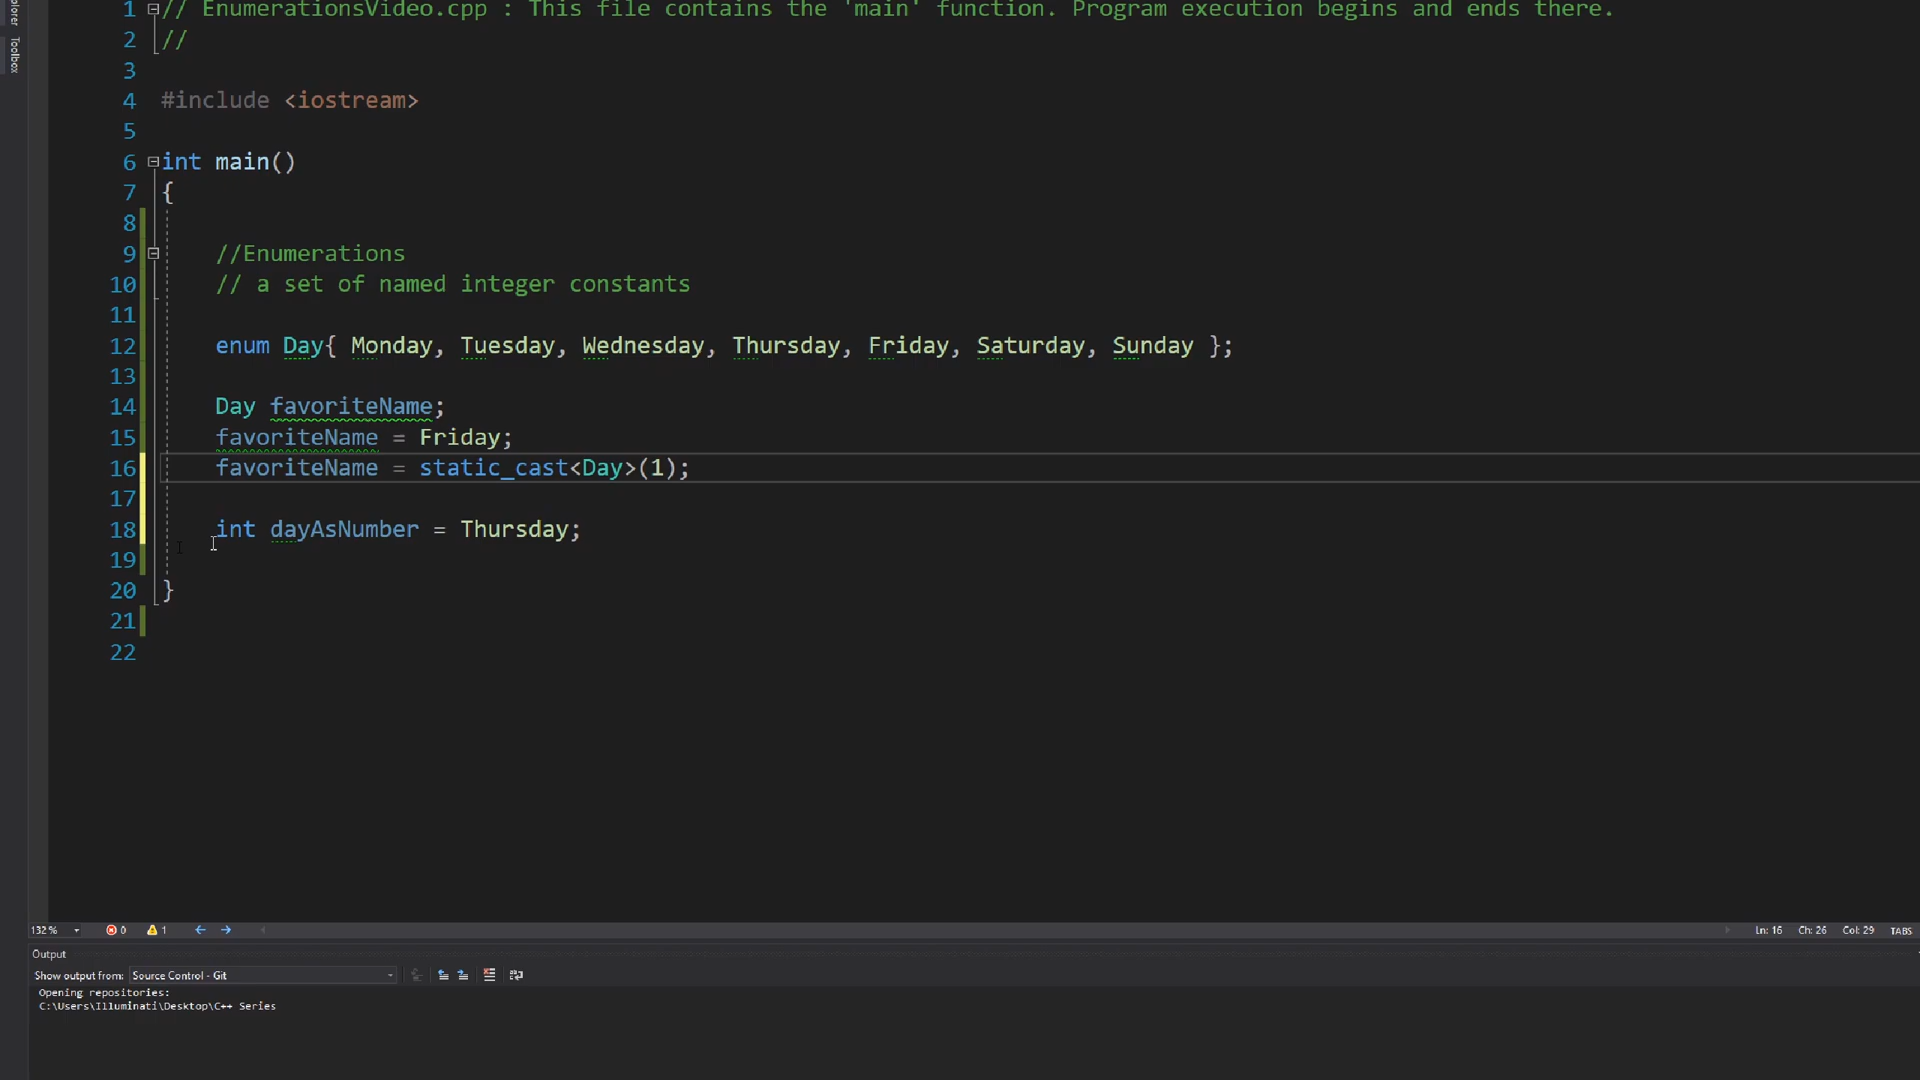 1 // EnumerationsVideo.cpp : This file contains the 'main' function. Program execution begins and ends there.
2 //
Toolbox
3
4 #include <iostream>
5
6 int main()
7 {
8
9 //Enumerations
10 // a set of named integer constants
11
12 enum Day{ Monday, Tuesday, Wednesday, Thursday, Friday, Saturday, Sunday };
13
14 Day favoriteName;
15 favoriteName = Friday;
16 favoriteName = static_cast<Day>(1);
17
18 int dayAsNumber = Thursday;
19
20 }
21
22
132 % 0 1 Ln: 16 Ch: 26 Col: 29 TABS
Output
Show output from: Source Control - Git
Opening repositories:
C:\Users\Illuminati\Desktop\C++ Series